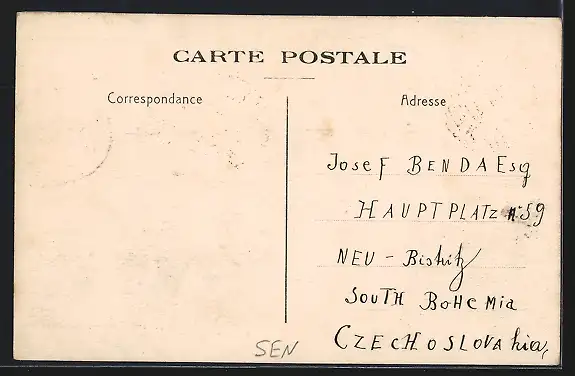 CARTE POSTALE
Correspondance
Adresse
Josef BENDA Esq
HAUPTPLATZ № 59
NEU - Bistritz
SOUTH BOHEMia
CZECHOSLOVAkia,
SEN